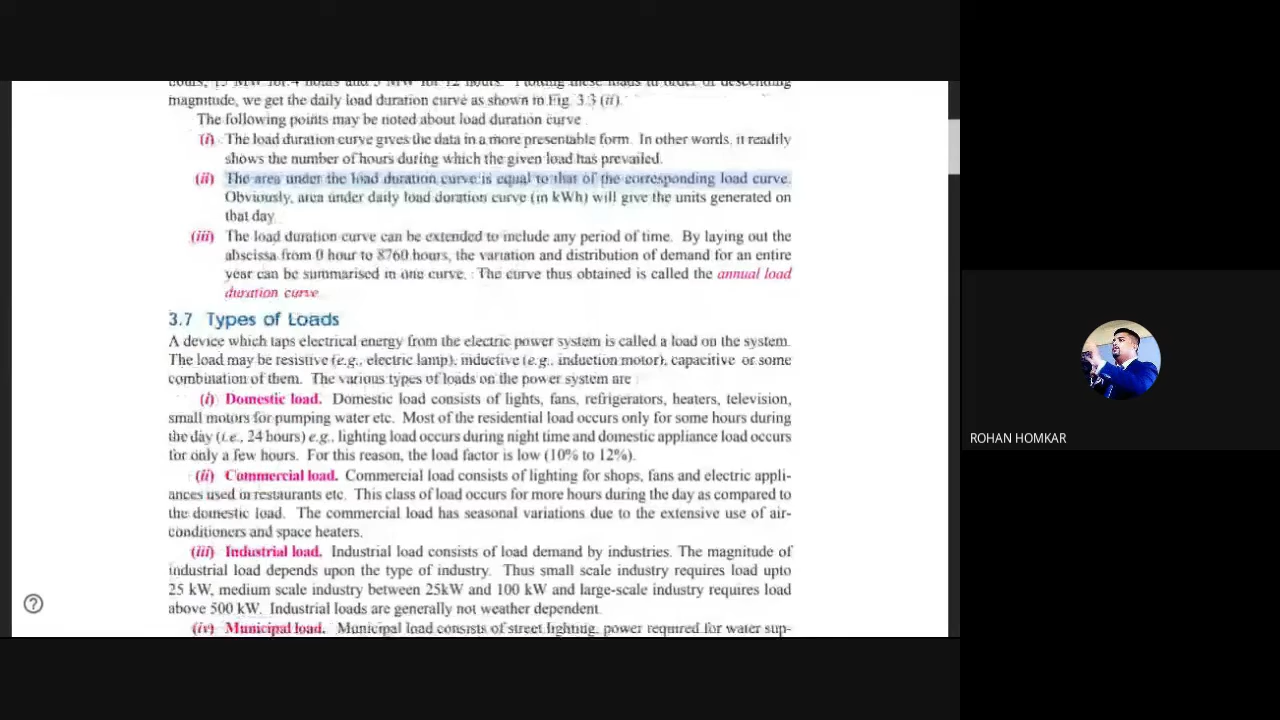 magnitude, we get the daily load duration curve as shown in Fig. 3.3 (ii).
The following points may be noted about load duration curve :
(i) The load duration curve gives the data in a more presentable form. In other words, it readily
shows the number of hours during which the given load has prevailed.
(ii) The area under the load duration curve is equal to that of the corresponding load curve.
Obviously, area under daily load duration curve (in kWh) will give the units generated on
that day.
(iii) The load duration curve can be extended to include any period of time. By laying out the
abscissa from 0 hour to 8760 hours, the variation and distribution of demand for an entire
year can be summarised in one curve. The curve thus obtained is called the annual load
duration curve.
3.7 Types of Loads
A device which taps electrical energy from the electric power system is called a load on the system.
The load may be resistive (e.g., electric lamp), inductive (e.g., induction motor), capacitive or some
combination of them. The various types of loads on the power system are :
(i) Domestic load. Domestic load consists of lights, fans, refrigerators, heaters, television,
small motors for pumping water etc. Most of the residential load occurs only for some hours during
the day (i.e., 24 hours) e.g., lighting load occurs during night time and domestic appliance load occurs
for only a few hours. For this reason, the load factor is low (10% to 12%).
(ii) Commercial load. Commercial load consists of lighting for shops, fans and electric appli-
ances used in restaurants etc. This class of load occurs for more hours during the day as compared to
the domestic load. The commercial load has seasonal variations due to the extensive use of air-
conditioners and space heaters.
(iii) Industrial load. Industrial load consists of load demand by industries. The magnitude of
industrial load depends upon the type of industry. Thus small scale industry requires load upto
25 kW, medium scale industry between 25kW and 100 kW and large-scale industry requires load
above 500 kW. Industrial loads are generally not weather dependent.
(iv) Municipal load. Municipal load consists of street lighting, power required for water sup-
ROHAN HOMKAR